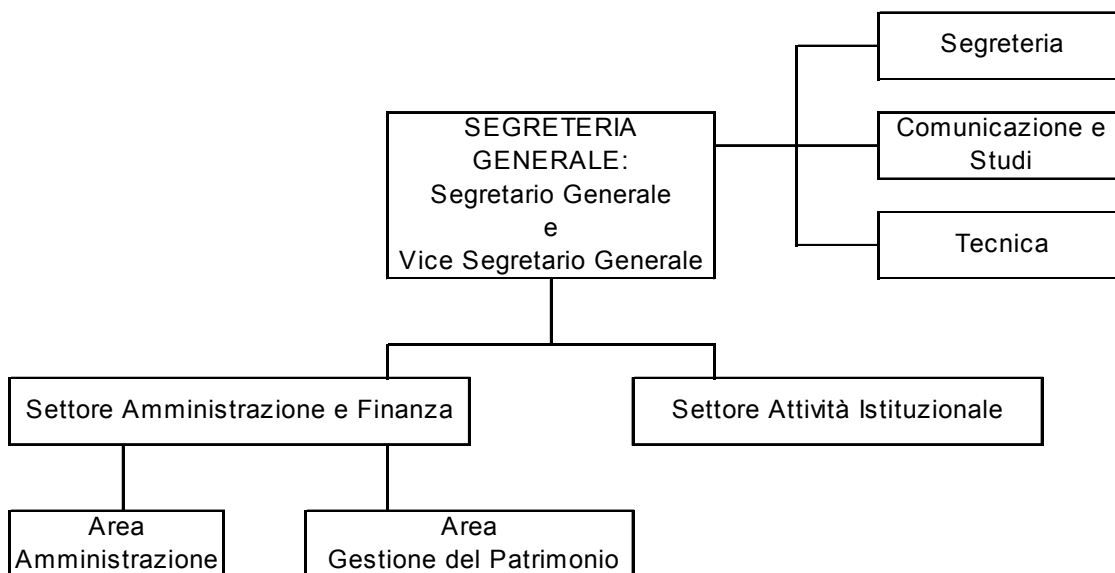 Segreteria
SEGRETERIA
GENERALE:
Segretario Generale
e
Vice Segretario Generale
Comunicazione e
Studi
Tecnica
Settore Amministrazione e Finanza
Settore Attività Istituzionale
Area
Amministrazione
Area
Gestione del Patrimonio